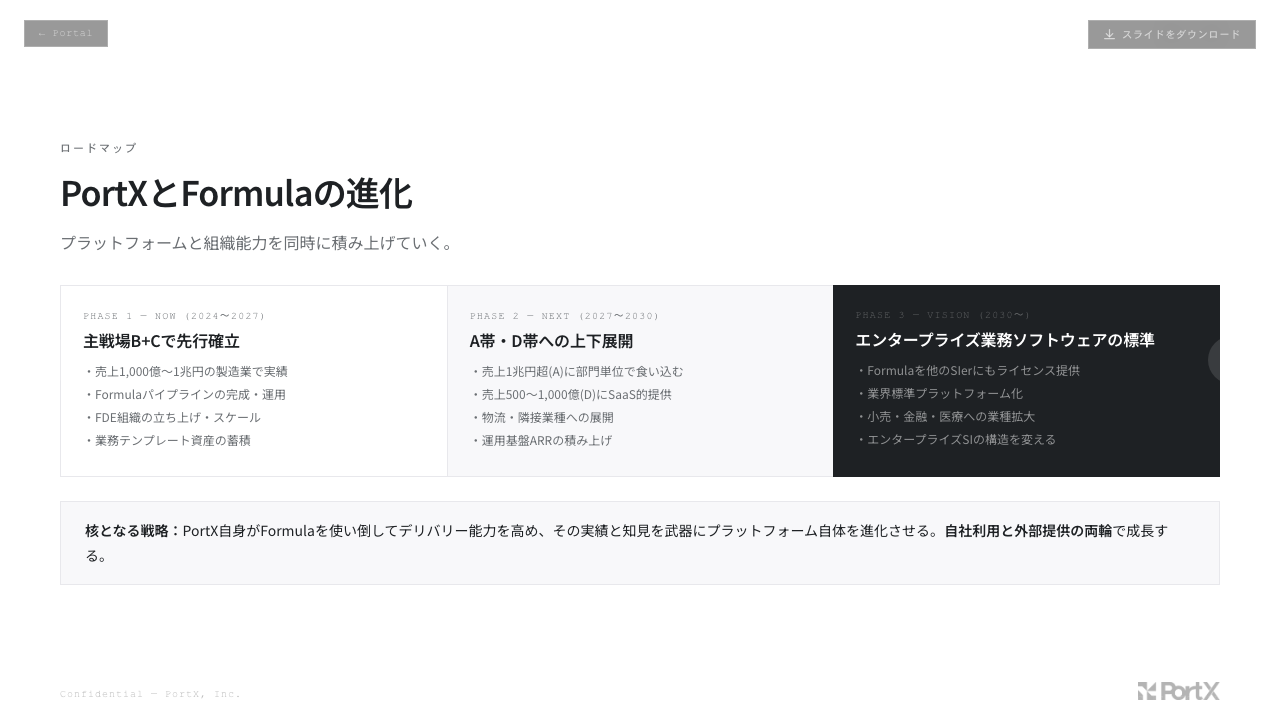 ← Portal
スライドをダウンロード
ロードマップ
PortXとFormulaの進化
プラットフォームと組織能力を同時に積み上げていく。
PHASE 1 — NOW (2024〜2027)
主戦場B+Cで先行確立
・売上1,000億〜1兆円の製造業で実績
・Formulaパイプラインの完成・運用
・FDE組織の立ち上げ・スケール
・業務テンプレート資産の蓄積
PHASE 2 — NEXT (2027〜2030)
A帯・D帯への上下展開
・売上1兆円超(A)に部門単位で食い込む
・売上500〜1,000億(D)にSaaS的提供
・物流・隣接業種への展開
・運用基盤ARRの積み上げ
PHASE 3 — VISION (2030〜)
エンタープライズ業務ソフトウェアの標準
・Formulaを他のSIerにもライセンス提供
・業界標準プラットフォーム化
・小売・金融・医療への業種拡大
・エンタープライズSIの構造を変える
核となる戦略：PortX自身がFormulaを使い倒してデリバリー能力を高め、その実績と知見を武器にプラットフォーム自体を進化させる。自社利用と外部提供の両輪で成長す
る。
Confidential — PortX, Inc.
PortX